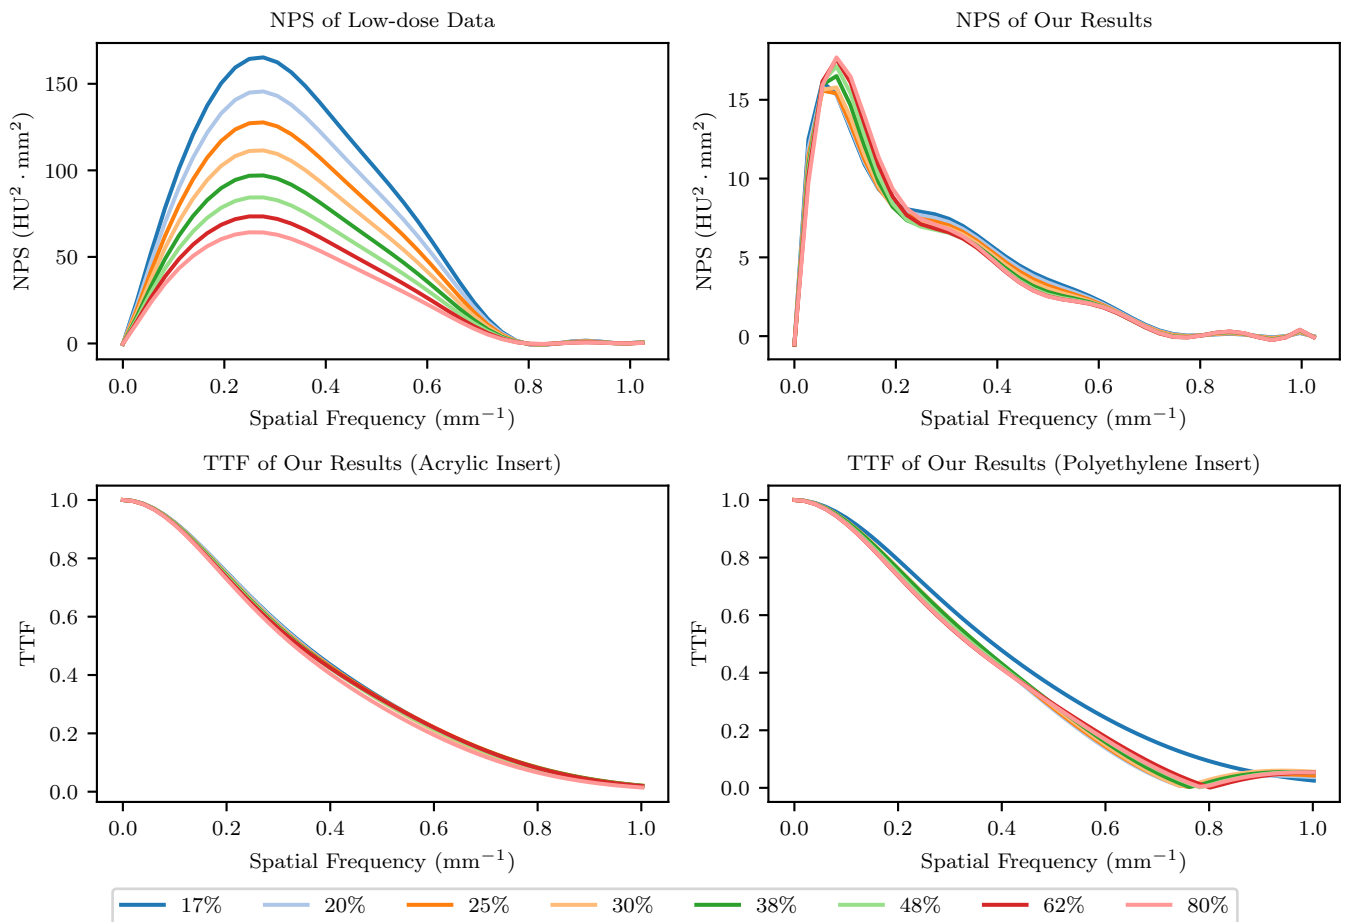 NPS of Low-dose Data
NPS (HU² · mm²)
150
100
50
0
0.0 0.2 0.4 0.6 0.8 1.0
Spatial Frequency (mm⁻¹)
NPS of Our Results
NPS (HU² · mm²)
15
10
5
0
0.0 0.2 0.4 0.6 0.8 1.0
Spatial Frequency (mm⁻¹)
TTF of Our Results (Acrylic Insert)
TTF
1.0
0.8
0.6
0.4
0.2
0.0
0.0 0.2 0.4 0.6 0.8 1.0
Spatial Frequency (mm⁻¹)
TTF of Our Results (Polyethylene Insert)
TTF
1.0
0.8
0.6
0.4
0.2
0.0
0.0 0.2 0.4 0.6 0.8 1.0
Spatial Frequency (mm⁻¹)
17% 20% 25% 30% 38% 48% 62% 80%